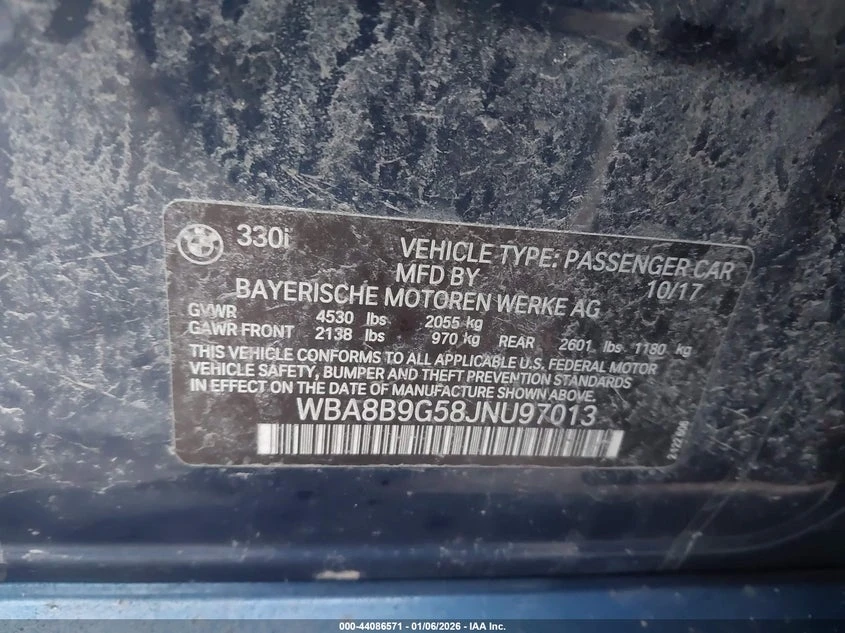 330i
VEHICLE TYPE: PASSENGER CAR
MFD BY
10/17
BAYERISCHE MOTOREN WERKE AG
GVWR 4530 lbs 2055 kg
GAWR FRONT 2138 lbs 970 kg REAR 2601 lbs 1180 kg
THIS VEHICLE CONFORMS TO ALL APPLICABLE U.S. FEDERAL MOTOR
VEHICLE SAFETY, BUMPER AND THEFT PREVENTION STANDARDS
IN EFFECT ON THE DATE OF MANUFACTURE SHOWN ABOVE.
WBA8B9G58JNU97013
000-44086571 - 01/06/2026 - IAA Inc.